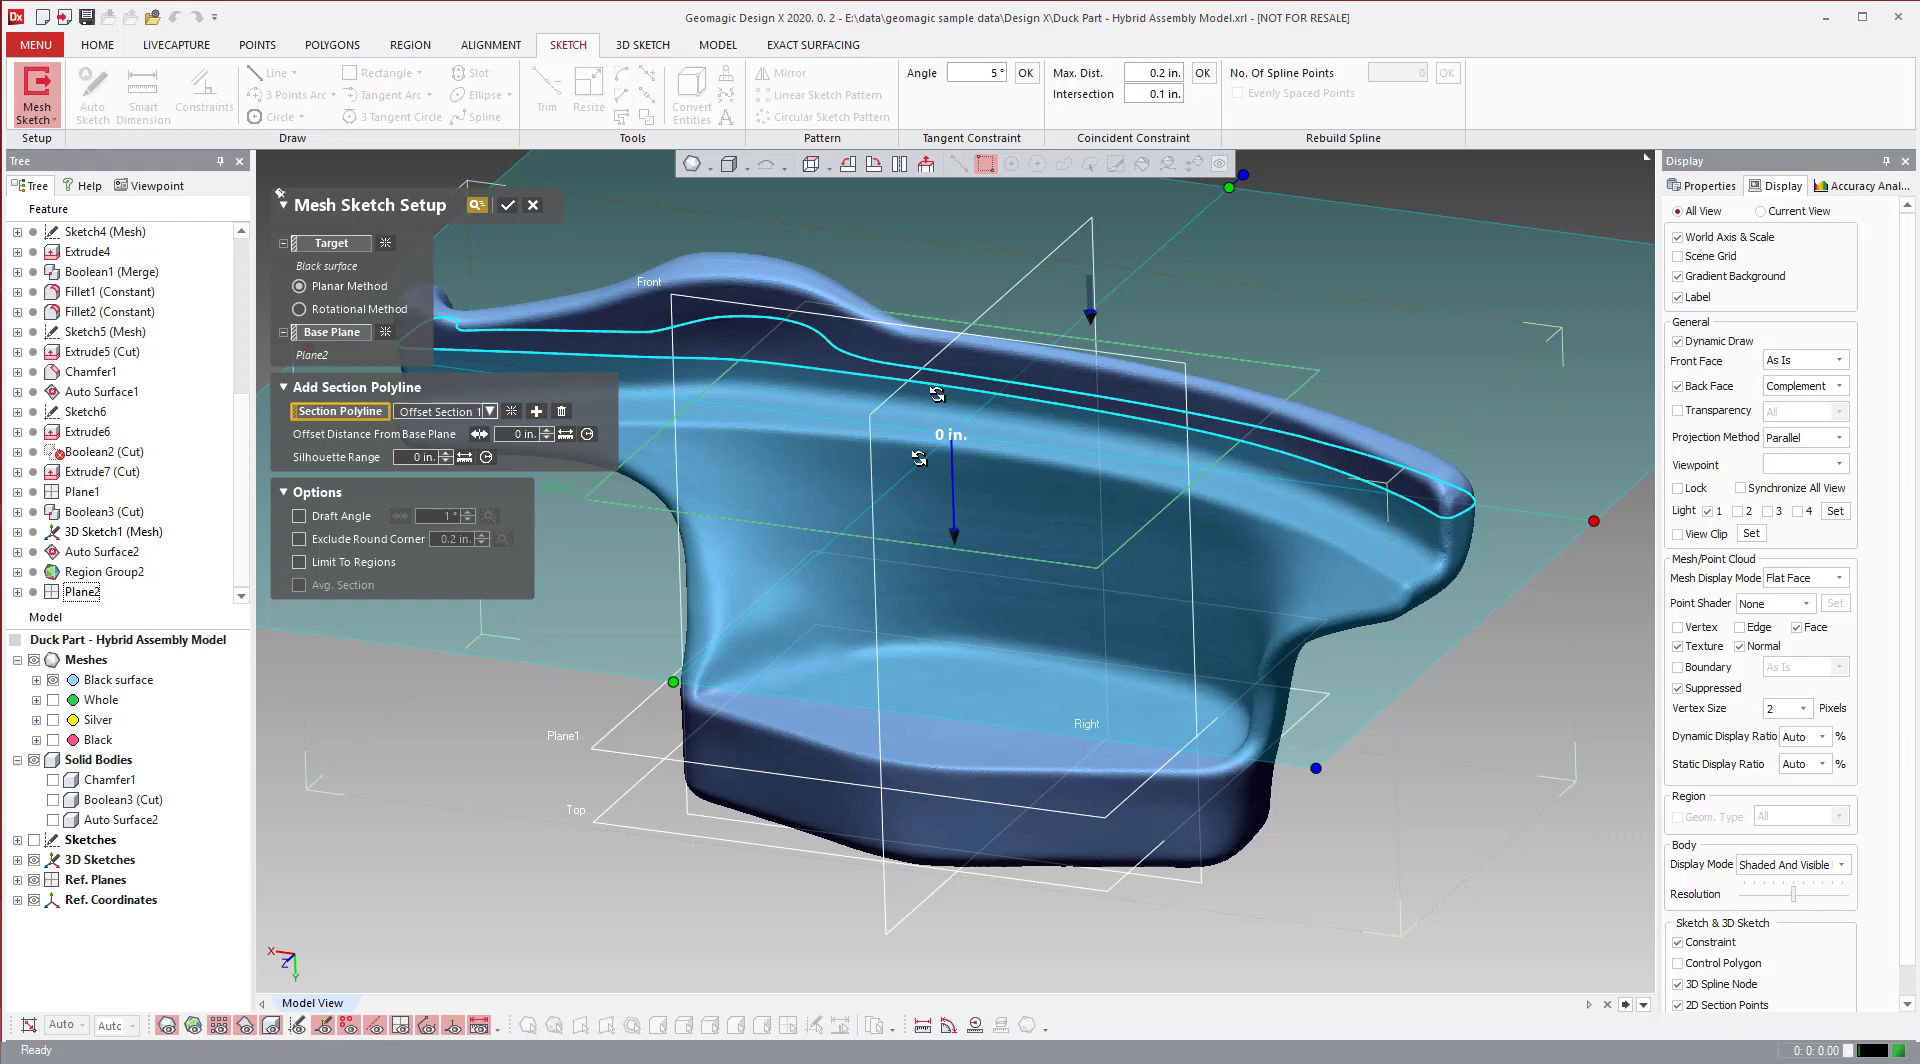 Dx
Geomagic Design X 2020. 0. 2 - E:\data\geomagic sample data\Design X\Duck Part - Hybrid Assembly Model.xrl - [NOT FOR RESALE]
MENU HOME LIVECAPTURE POINTS POLYGONS REGION ALIGNMENT SKETCH 3D SKETCH MODEL EXACT SURFACING
Mesh Sketch
Auto Sketch
Smart Dimension
Constraints
Line
Rectangle
Slot
3 Points Arc
Tangent Arc
Ellipse
Circle
3 Tangent Circle
Spline
Trim
Resize
Convert Entities
Mirror
Linear Sketch Pattern
Circular Sketch Pattern
Angle 5 ° OK
Max. Dist. 0.2 in. OK
Intersection 0.1 in.
No. Of Spline Points 0 OK
Evenly Spaced Points
Setup Draw Tools Pattern Tangent Constraint Coincident Constraint Rebuild Spline
Tree
Tree Help Viewpoint
Feature
Sketch4 (Mesh)
Extrude4
Boolean1 (Merge)
Fillet1 (Constant)
Fillet2 (Constant)
Sketch5 (Mesh)
Extrude5 (Cut)
Chamfer1
Auto Surface1
Sketch6
Extrude6
Boolean2 (Cut)
Extrude7 (Cut)
Plane1
Boolean3 (Cut)
3D Sketch1 (Mesh)
Auto Surface2
Region Group2
Plane2
Model
Duck Part - Hybrid Assembly Model
Meshes
Black surface
Whole
Silver
Black
Solid Bodies
Chamfer1
Boolean3 (Cut)
Auto Surface2
Sketches
3D Sketches
Ref. Planes
Ref. Coordinates
Mesh Sketch Setup
Target
Black surface
Planar Method
Rotational Method
Base Plane
Plane2
Add Section Polyline
Section Polyline Offset Section 1
Offset Distance From Base Plane 0 in.
Silhouette Range 0 in.
Options
Draft Angle 1 °
Exclude Round Corner 0.2 in.
Limit To Regions
Avg. Section
Front
0 in.
Right
Plane1
Top
X
Z
Y
Model View
Display
Properties Display Accuracy Anal...
All View Current View
World Axis & Scale
Scene Grid
Gradient Background
Label
General
Dynamic Draw
Front Face As Is
Back Face Complement
Transparency All
Projection Method Parallel
Viewpoint
Lock Synchronize All View
Light 1 2 3 4 Set
View Clip Set
Mesh/Point Cloud
Mesh Display Mode Flat Face
Point Shader None Set
Vertex Edge Face
Texture Normal
Boundary As Is
Suppressed
Vertex Size 2 Pixels
Dynamic Display Ratio Auto %
Static Display Ratio Auto %
Region
Geom. Type All
Body
Display Mode Shaded And Visible
Resolution
Sketch & 3D Sketch
Constraint
Control Polygon
3D Spline Node
2D Section Points
Auto Auto
Ready
0: 0: 0.00